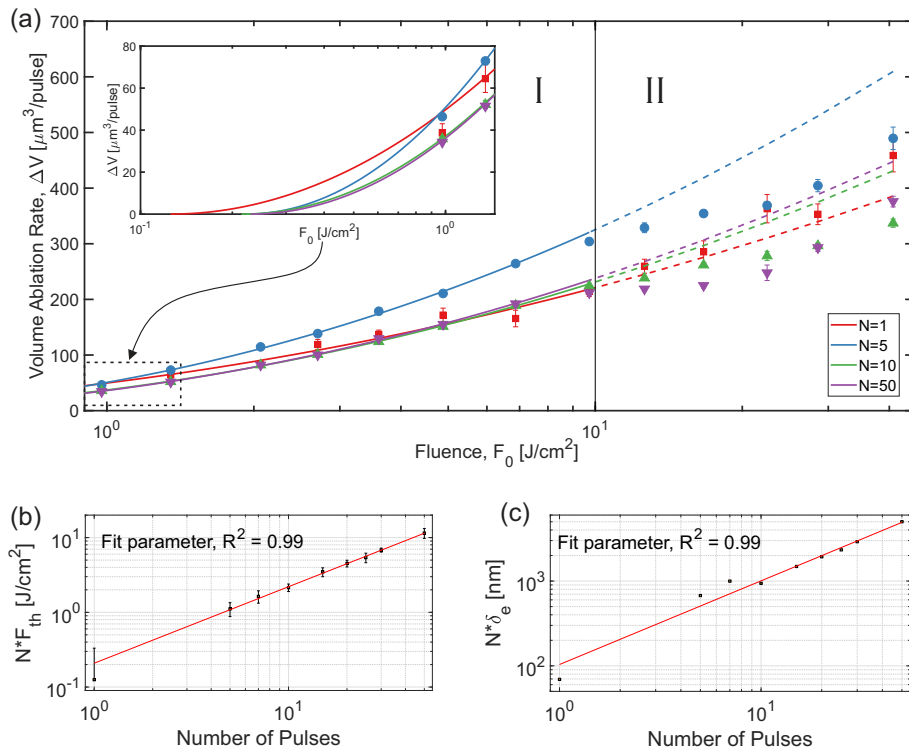 (a)
Volume Ablation Rate, ΔV [μm³/pulse]
700
600
500
400
300
200
100
0
10⁰
10¹
Fluence, F₀ [J/cm²]
I
II
ΔV [μm³/pulse]
80
60
40
20
0
10⁻¹
10⁰
F₀ [J/cm²]
N=1
N=5
N=10
N=50
(b)
Fit parameter, R² = 0.99
N*Fₜₕ [J/cm²]
10¹
10⁰
10⁻¹
10⁰
10¹
Number of Pulses
(c)
Fit parameter, R² = 0.99
N*δₑ [nm]
10³
10²
10⁰
10¹
Number of Pulses